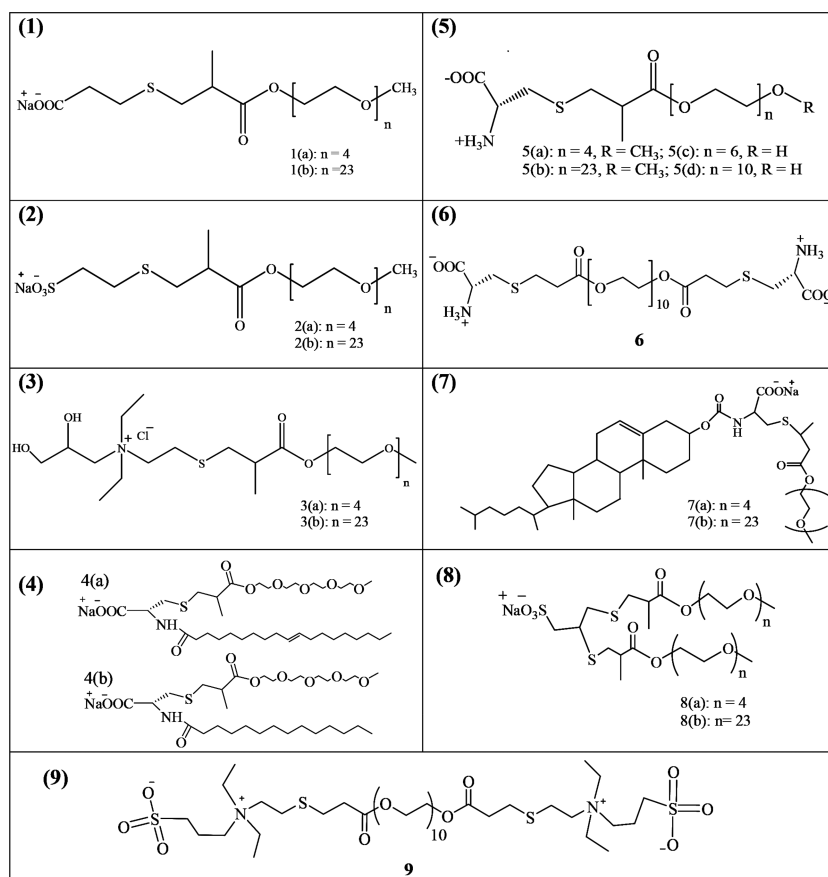 (1)
+ −
NaOOC
S
O
O
O
CH3
n
1(a): n = 4
1(b): n =23
(5)
-OOC
+H3N
S
O
O
O
R
n
5(a): n = 4, R = CH3; 5(c): n = 6, R = H
5(b): n =23, R = CH3; 5(d): n = 10, R = H
(2)
+ −
NaO3S
S
O
O
O
CH3
n
2(a): n = 4
2(b): n = 23
(6)
−
OOC
H2N
+
S
O
O
O
10
O
S
+
NH3
COO−
6
(3)
OH
HO
N
+
Cl−
S
O
O
O
n
3(a): n = 4
3(b): n = 23
(7)
O
O
N
H
COONa
− +
S
O
O
O
7(a): n = 4
7(b): n = 23
(4)
4(a)
+ −
NaOOC
S
NH
O
O
O
O
O
O
O
4(b)
+ −
NaOOC
S
NH
O
O
O
O
O
O
O
(8)
+ −
NaO3S
S
O
O
O
n
S
O
O
O
n
8(a): n = 4
8(b): n= 23
(9)
O−
S
O
O
N+
S
O
O
O
10
O
S
N+
O
S
O
−O
9